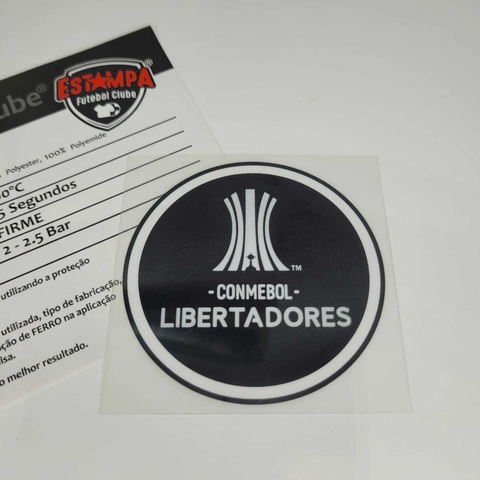 ube®
ESTAMPA
Futebol Clube
Polyester, 100% Polyemide
0°C
5 Segundos
FIRME
2 - 2.5 Bar
utilizando a proteção
utilizada, tipo de fabricação,
ção de FERRO na aplicação
isa.
o melhor resultado.
TM
- CONMEBOL -
LIBERTADORES